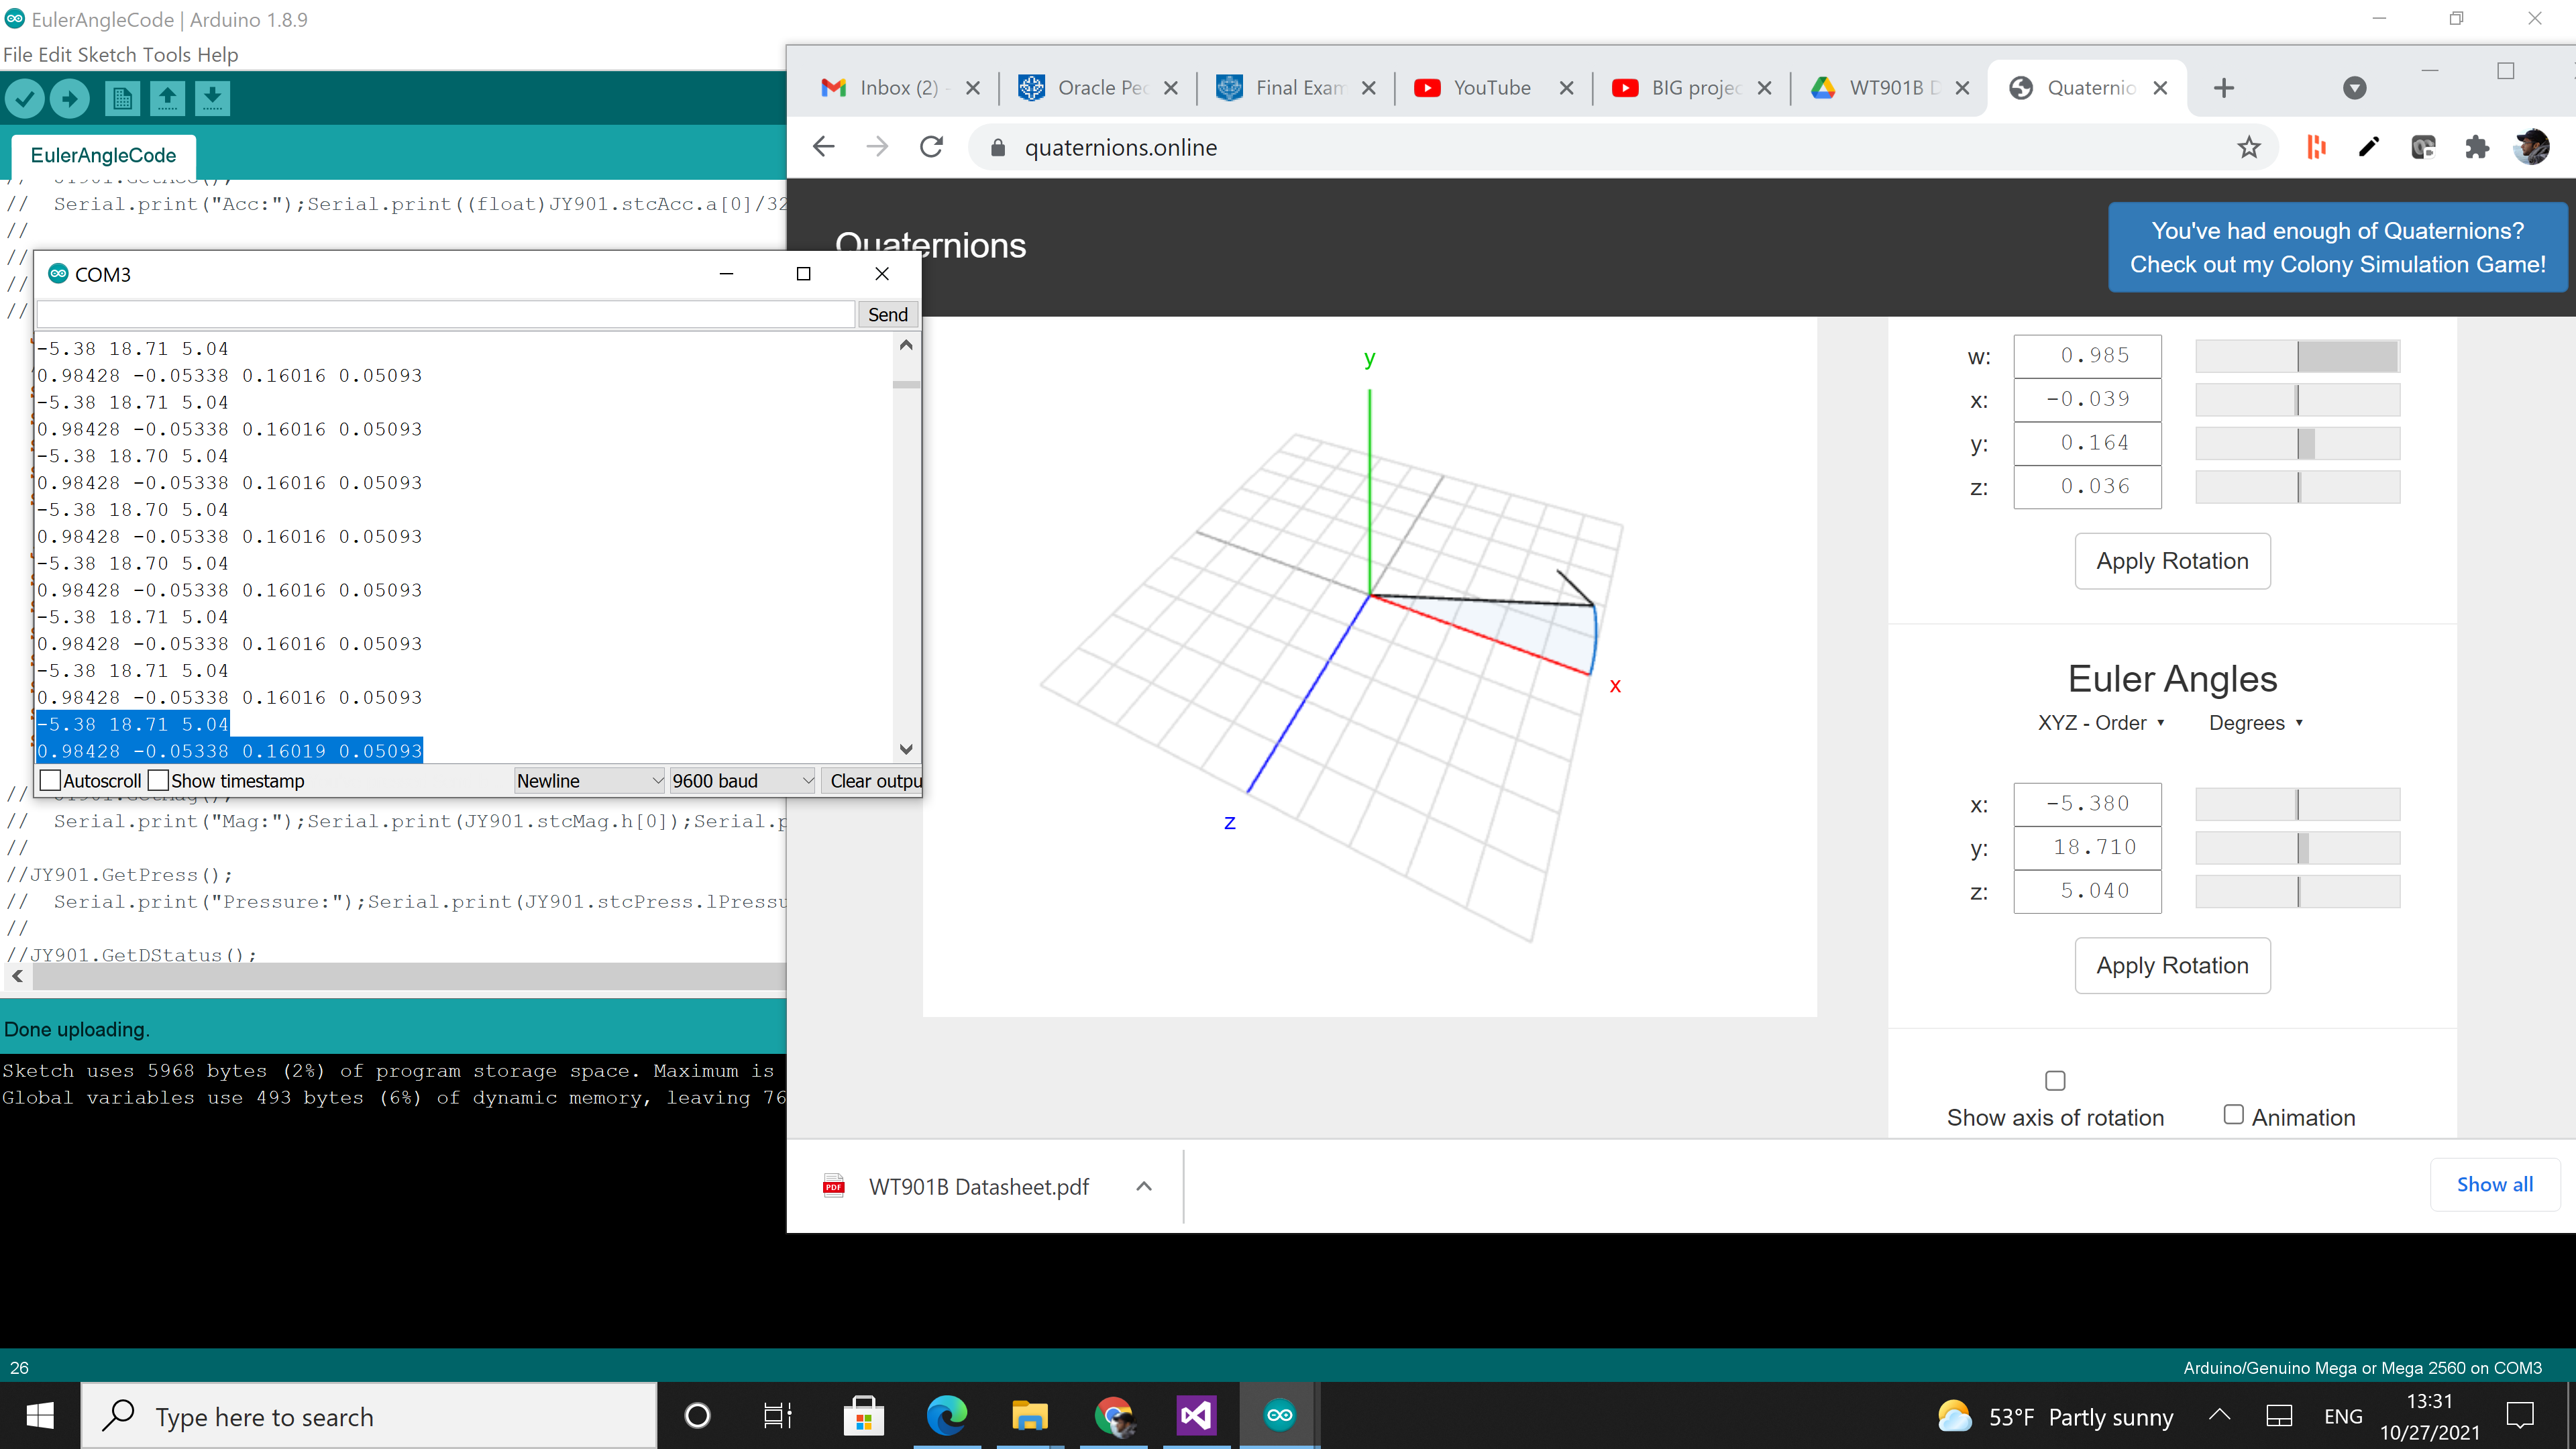 EulerAngleCode | Arduino 1.8.9
File Edit Sketch Tools Help
EulerAngleCode
// Serial.print("Acc:");Serial.print((float)JY901.stcAcc.a[0]/32
//
//
//
//
COM3
Send
-5.38 18.71 5.04
0.98428 -0.05338 0.16016 0.05093
-5.38 18.71 5.04
0.98428 -0.05338 0.16016 0.05093
-5.38 18.70 5.04
0.98428 -0.05338 0.16016 0.05093
-5.38 18.70 5.04
0.98428 -0.05338 0.16016 0.05093
-5.38 18.70 5.04
0.98428 -0.05338 0.16016 0.05093
-5.38 18.71 5.04
0.98428 -0.05338 0.16016 0.05093
-5.38 18.71 5.04
0.98428 -0.05338 0.16016 0.05093
-5.38 18.71 5.04
0.98428 -0.05338 0.16019 0.05093
Autoscroll Show timestamp Newline 9600 baud Clear outpu
//
// Serial.print("Mag:");Serial.print(JY901.stcMag.h[0]);Serial.p
//
//JY901.GetPress();
// Serial.print("Pressure:");Serial.print(JY901.stcPress.lPressu
//
//JY901.GetDStatus();
Done uploading.
Sketch uses 5968 bytes (2%) of program storage space. Maximum is
Global variables use 493 bytes (6%) of dynamic memory, leaving 76
26
Arduino/Genuino Mega or Mega 2560 on COM3
Inbox (2) - Oracle Pec Final Exam YouTube BIG projec WT901B D Quaternio
quaternions.online
Quaternions
You've had enough of Quaternions?
Check out my Colony Simulation Game!
y
x
z
w: 0.985
x: -0.039
y: 0.164
z: 0.036
Apply Rotation
Euler Angles
XYZ - Order Degrees
x: -5.380
y: 18.710
z: 5.040
Apply Rotation
Show axis of rotation Animation
PDF WT901B Datasheet.pdf
Show all
Type here to search
53°F Partly sunny
ENG
13:31
10/27/2021